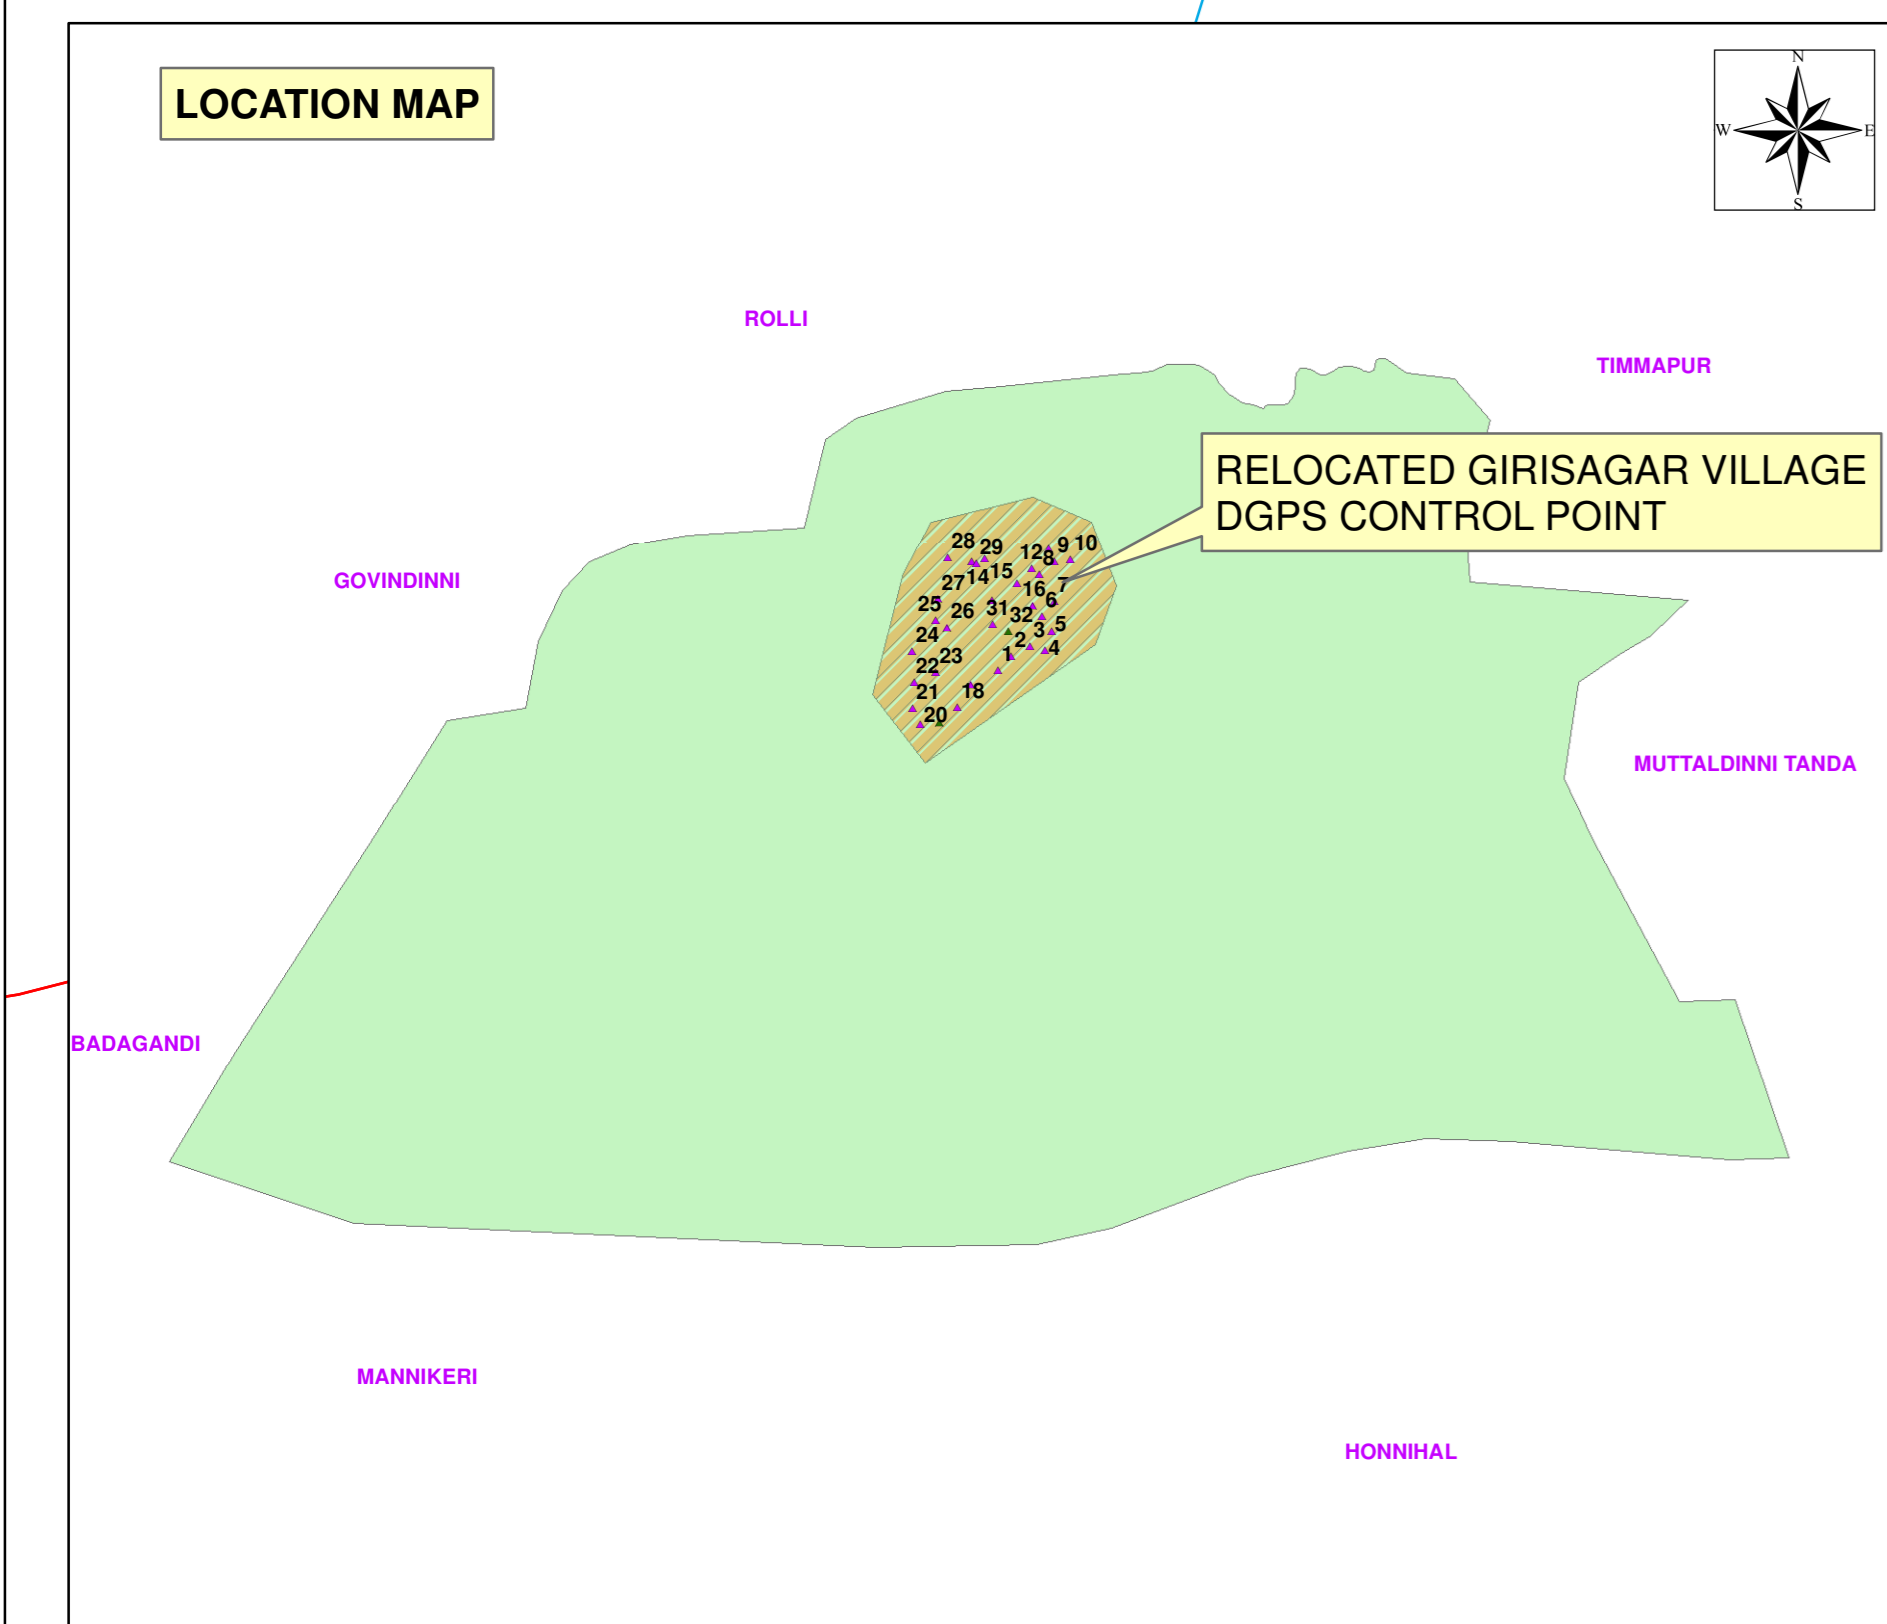 LOCATION MAP
N
W
E
S
ROLLI
TIMMAPUR
RELOCATED GIRISAGAR VILLAGE
DGPS CONTROL POINT
GOVINDINNI
28
29
12
8
9
10
27
14
15
16
7
25
26
31
32
6
24
2
3
5
22
23
1
4
21
18
20
MUTTALDINNI TANDA
BADAGANDI
MANNIKERI
HONNIHAL